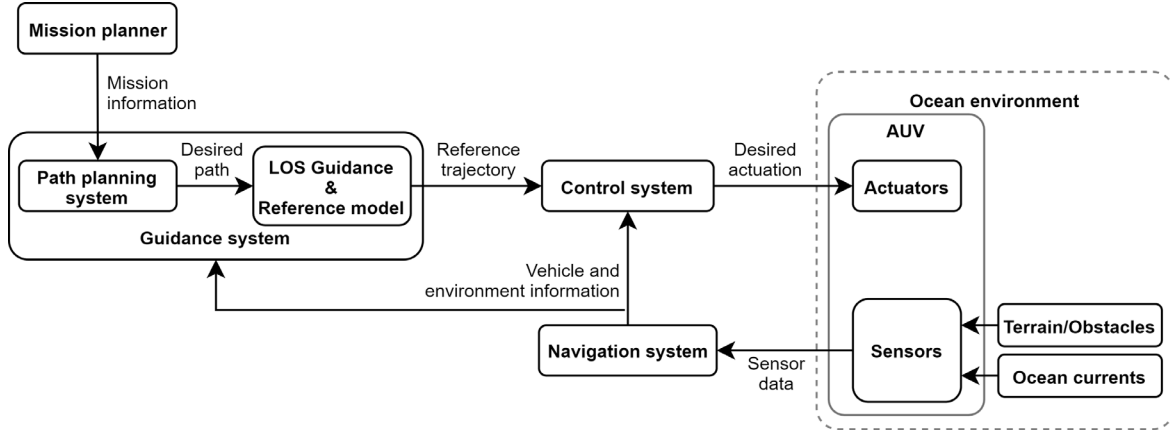 Mission planner
Mission
information
Ocean environment
AUV
Path planning
system
Desired
path
LOS Guidance
&
Reference model
Guidance system
Reference
trajectory
Control system
Desired
actuation
Actuators
Vehicle and
environment information
Navigation system
Sensor
data
Sensors
Terrain/Obstacles
Ocean currents